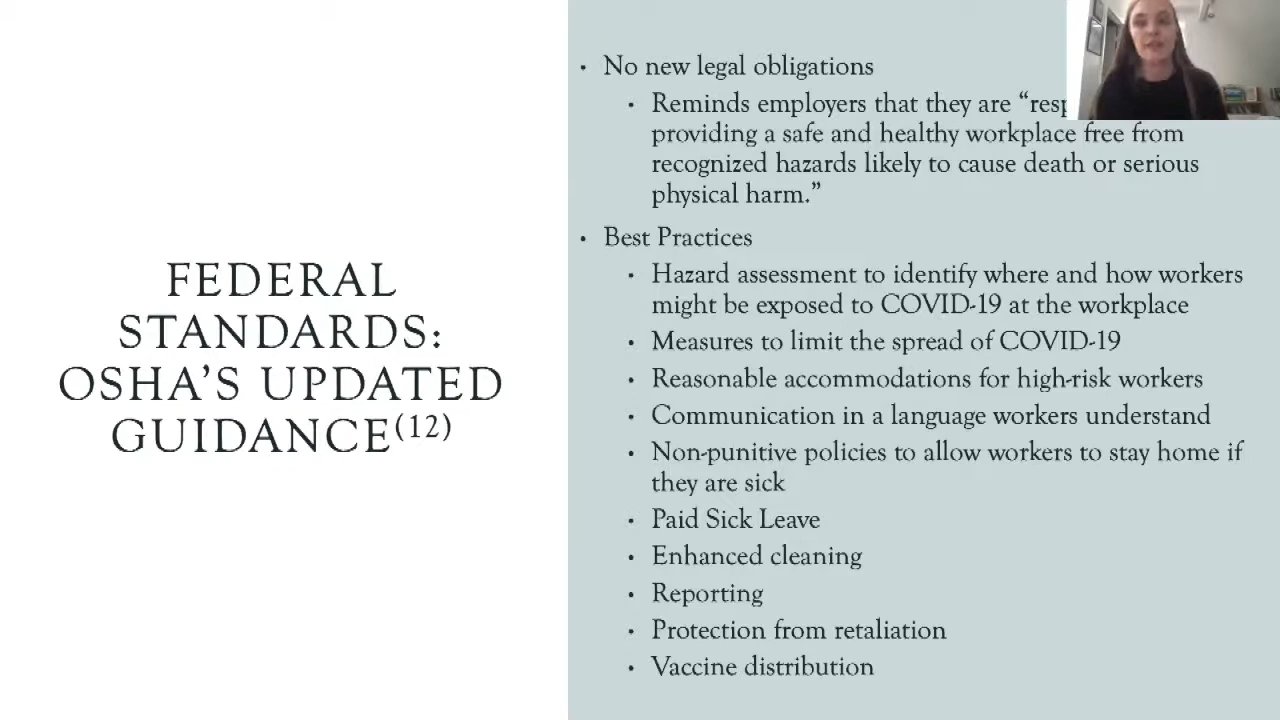 FEDERAL
STANDARDS:
OSHA’S UPDATED
GUIDANCE(12)
• No new legal obligations
• Reminds employers that they are “resp
providing a safe and healthy workplace free from
recognized hazards likely to cause death or serious
physical harm.”
• Best Practices
• Hazard assessment to identify where and how workers
might be exposed to COVID-19 at the workplace
• Measures to limit the spread of COVID-19
• Reasonable accommodations for high-risk workers
• Communication in a language workers understand
• Non-punitive policies to allow workers to stay home if
they are sick
• Paid Sick Leave
• Enhanced cleaning
• Reporting
• Protection from retaliation
• Vaccine distribution